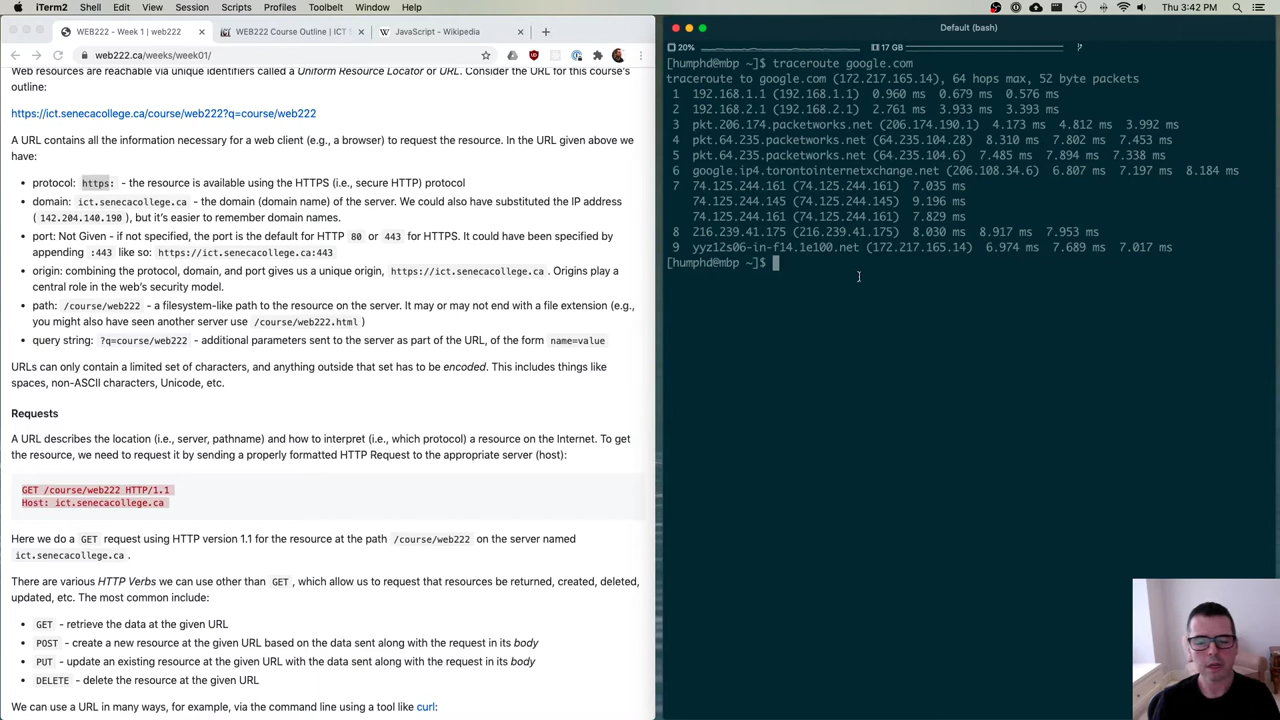 iTerm2 Shell Edit View Session Scripts Profiles Toolbelt Window Help
Thu 3:42 PM
WEB222 - Week 1 | web222
WEB222 Course Outline | ICT
JavaScript - Wikipedia
web222.ca/weeks/week01/
Web resources are reachable via unique identifiers called a Uniform Resource Locator or URL. Consider the URL for this course's
outline:
https://ict.senecacollege.ca/course/web222?q=course/web222
A URL contains all the information necessary for a web client (e.g., a browser) to request the resource. In the URL given above we
have:
• protocol: https: - the resource is available using the HTTPS (i.e., secure HTTP) protocol
• domain: ict.senecacollege.ca - the domain (domain name) of the server. We could also have substituted the IP address
( 142.204.140.190 ), but it's easier to remember domain names.
• port: Not Given - if not specified, the port is the default for HTTP 80 or 443 for HTTPS. It could have been specified by
appending :443 like so: https://ict.senecacollege.ca:443
• origin: combining the protocol, domain, and port gives us a unique origin, https://ict.senecacollege.ca . Origins play a
central role in the web's security model.
• path: /course/web222 - a filesystem-like path to the resource on the server. It may or may not end with a file extension (e.g.,
you might also have seen another server use /course/web222.html )
• query string: ?q=course/web222 - additional parameters sent to the server as part of the URL, of the form name=value
URLs can only contain a limited set of characters, and anything outside that set has to be encoded. This includes things like
spaces, non-ASCII characters, Unicode, etc.
Requests
A URL describes the location (i.e., server, pathname) and how to interpret (i.e., which protocol) a resource on the Internet. To get
the resource, we need to request it by sending a properly formatted HTTP Request to the appropriate server (host):
GET /course/web222 HTTP/1.1
Host: ict.senecacollege.ca
Here we do a GET request using HTTP version 1.1 for the resource at the path /course/web222 on the server named
ict.senecacollege.ca .
There are various HTTP Verbs we can use other than GET , which allow us to request that resources be returned, created, deleted,
updated, etc. The most common include:
• GET - retrieve the data at the given URL
• POST - create a new resource at the given URL based on the data sent along with the request in its body
• PUT - update an existing resource at the given URL with the data sent along with the request in its body
• DELETE - delete the resource at the given URL
We can use a URL in many ways, for example, via the command line using a tool like curl:
Default (bash)
20% 17 GB
[humphd@mbp ~]$ traceroute google.com
traceroute to google.com (172.217.165.14), 64 hops max, 52 byte packets
1 192.168.1.1 (192.168.1.1) 0.960 ms 0.679 ms 0.576 ms
2 192.168.2.1 (192.168.2.1) 2.761 ms 3.933 ms 3.393 ms
3 pkt.206.174.packetworks.net (206.174.190.1) 4.173 ms 4.812 ms 3.992 ms
4 pkt.64.235.packetworks.net (64.235.104.28) 8.310 ms 7.802 ms 7.453 ms
5 pkt.64.235.packetworks.net (64.235.104.6) 7.485 ms 7.894 ms 7.338 ms
6 google.ip4.torontointernetxchange.net (206.108.34.6) 6.807 ms 7.197 ms 8.184 ms
7 74.125.244.161 (74.125.244.161) 7.035 ms
74.125.244.145 (74.125.244.145) 9.196 ms
74.125.244.161 (74.125.244.161) 7.829 ms
8 216.239.41.175 (216.239.41.175) 8.030 ms 8.917 ms 7.953 ms
9 yyz12s06-in-f14.1e100.net (172.217.165.14) 6.974 ms 7.689 ms 7.017 ms
[humphd@mbp ~]$